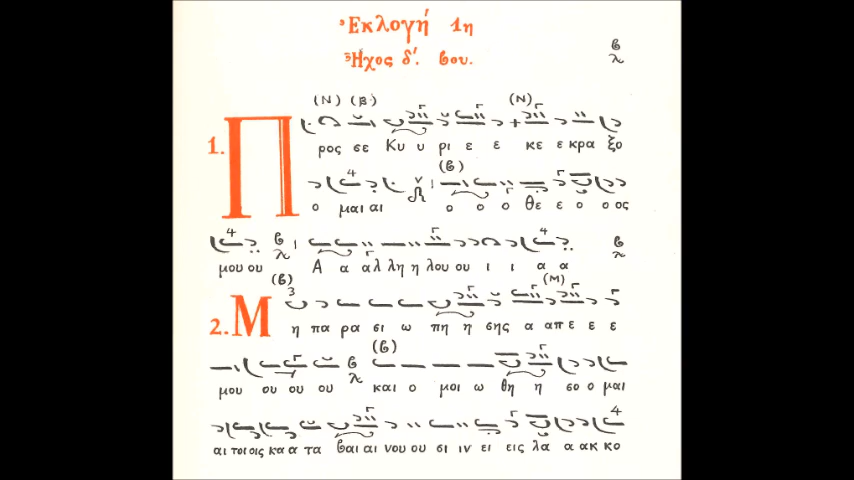 Ἐκλογή 1η
Ἦχος δ΄. βου.
(Ν) (Β) (Ν)
1. Π ρος σε Κυ υ ρι ε ε κε ε κρα ξο
(β)
ο μαι αι ο ο ο θε ε ο ο ος
μου ου Α α αλ λη η λου ου ι ι α α
(β) (Μ)
2. Μ η πα ρα σι ω πη η σης α απ ε ε ε
(β)
μου ου ου ου και ο μοι ω θη η σο ο μαι
αι τοι οις κα α τα βαι αι νου ου σι ιν ει εις λα α ακ κο